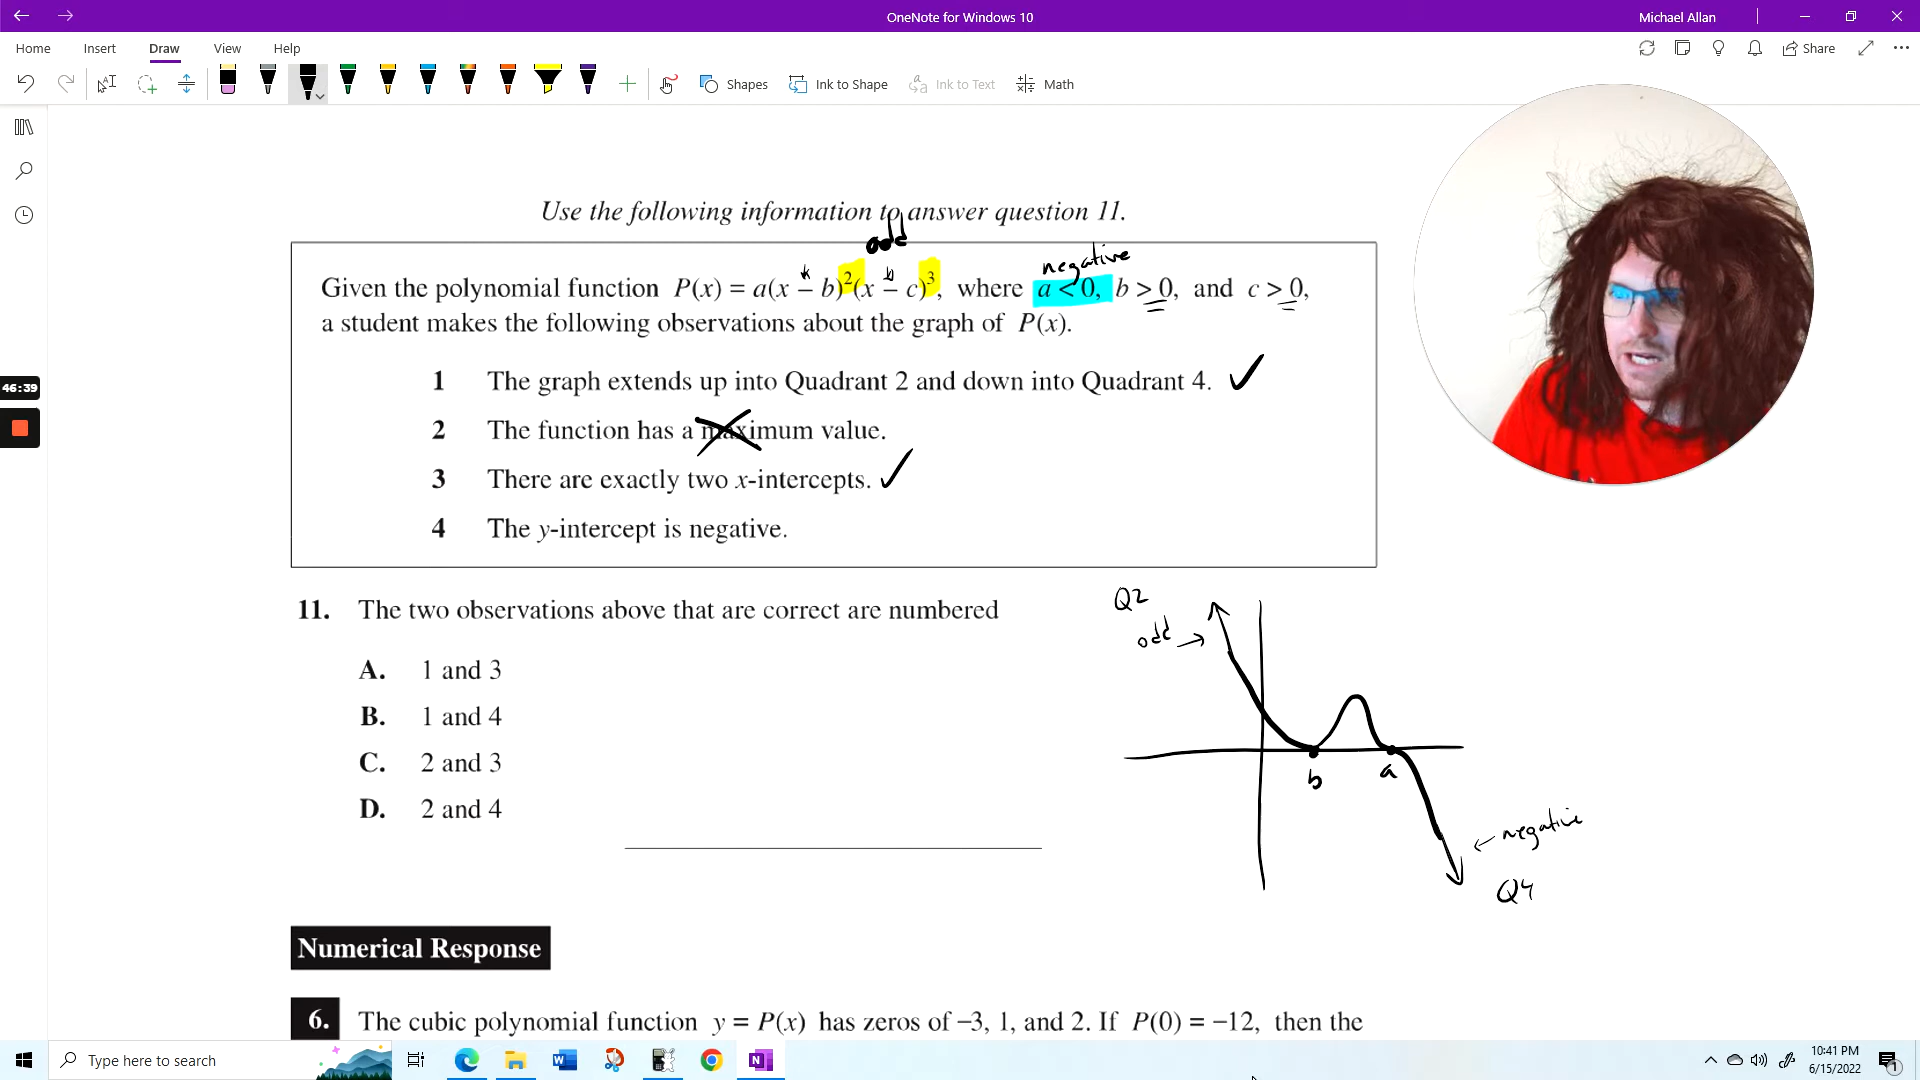 OneNote for Windows 10
Michael Allan
Home Insert Draw View Help
Share
Shapes Ink to Shape Ink to Text Math
46:39
Use the following information to answer question 11.
odd
negative
Given the polynomial function P(x) = a(x − b)²(x − c)³, where a < 0, b > 0, and c > 0,
a student makes the following observations about the graph of P(x).
1 The graph extends up into Quadrant 2 and down into Quadrant 4. ✓
2 The function has a maximum value.
3 There are exactly two x-intercepts. ✓
4 The y-intercept is negative.
11. The two observations above that are correct are numbered
A. 1 and 3
B. 1 and 4
C. 2 and 3
D. 2 and 4
Q2
odd →
b
a
← negative
Q4
Numerical Response
6. The cubic polynomial function y = P(x) has zeros of −3, 1, and 2. If P(0) = −12, then the
Type here to search
10:41 PM
6/15/2022
1